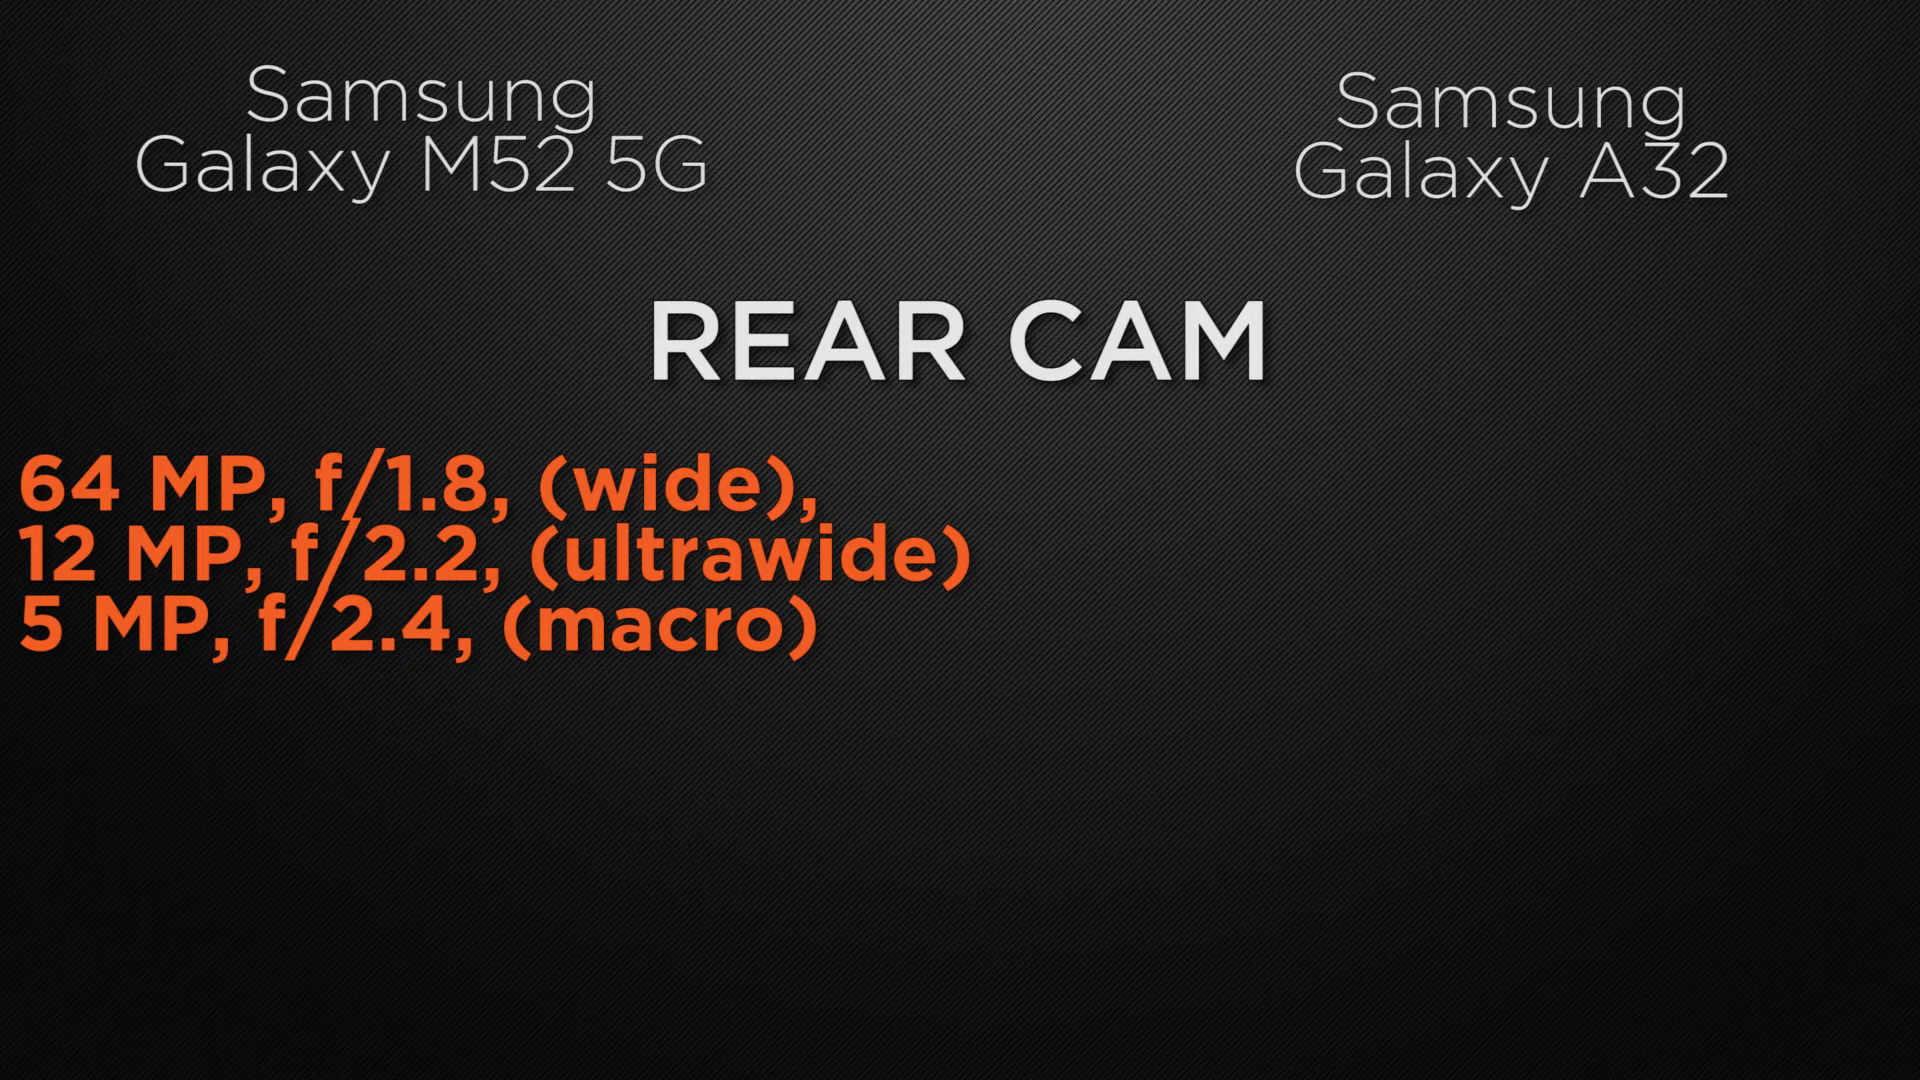 Samsung
Galaxy M52 5G
Samsung
Galaxy A32
REAR CAM
64 MP, f/1.8, (wide),
12 MP, f/2.2, (ultrawide)
5 MP, f/2.4, (macro)